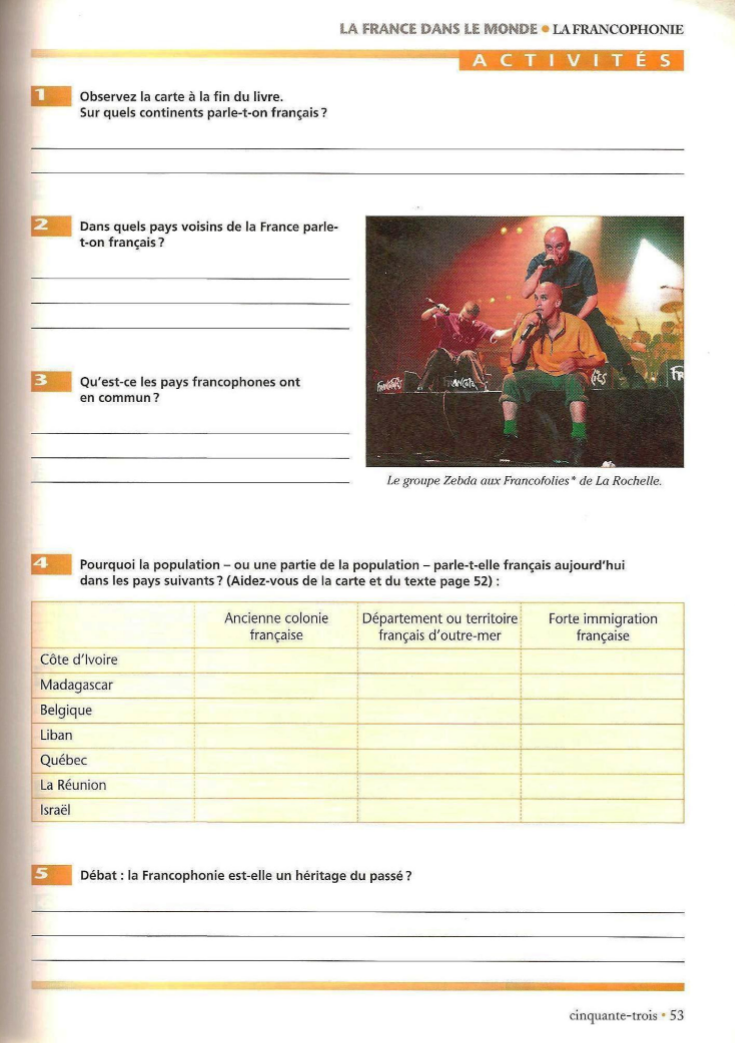 LA FRANCE DANS LE MONDE • LA FRANCOPHONIE
ACTIVITÉS
1
Observez la carte à la fin du livre.
Sur quels continents parle-t-on français ?
2
Dans quels pays voisins de la France parle-
t-on français ?
3
Qu'est-ce les pays francophones ont
en commun ?
Le groupe Zebda aux Francofolies* de La Rochelle.
4
Pourquoi la population – ou une partie de la population – parle-t-elle français aujourd'hui
dans les pays suivants ? (Aidez-vous de la carte et du texte page 52) :
Ancienne colonie
française
Département ou territoire
français d'outre-mer
Forte immigration
française
Côte d'Ivoire
Madagascar
Belgique
Liban
Québec
La Réunion
Israël
5
Débat : la Francophonie est-elle un héritage du passé ?
cinquante-trois • 53